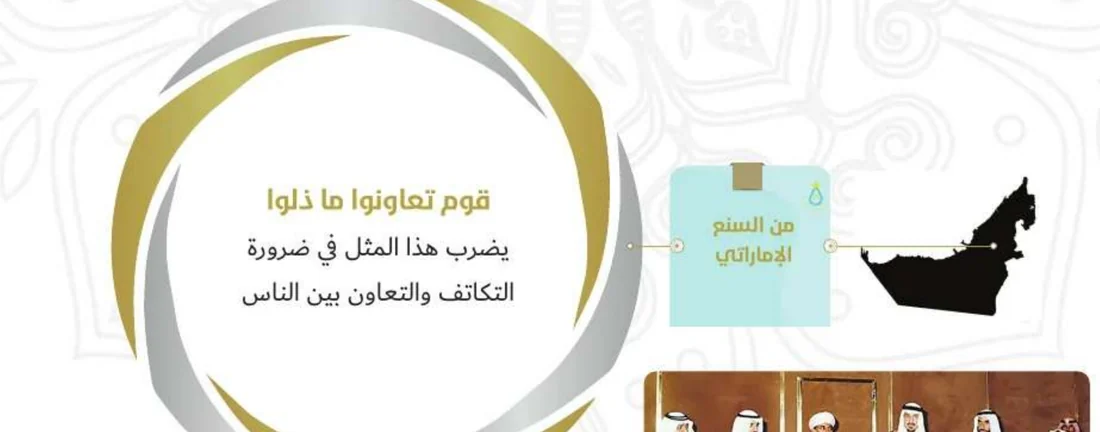 من السنع
الإماراتي
قوم تعاونوا ما ذلوا
يضرب هذا المثل في ضرورة
التكاتف والتعاون بين الناس